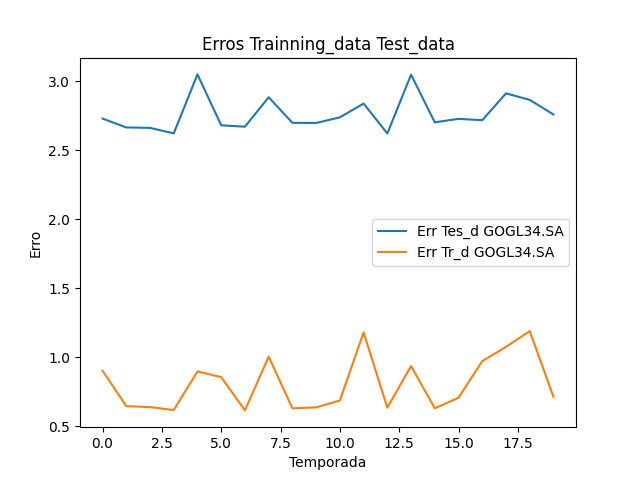 Erros Trainning_data Test_data
3.0
2.5
2.0
1.5
1.0
0.5
Erro
Err Tes_d GOGL34.SA
Err Tr_d GOGL34.SA
0.0 2.5 5.0 7.5 10.0 12.5 15.0 17.5
Temporada